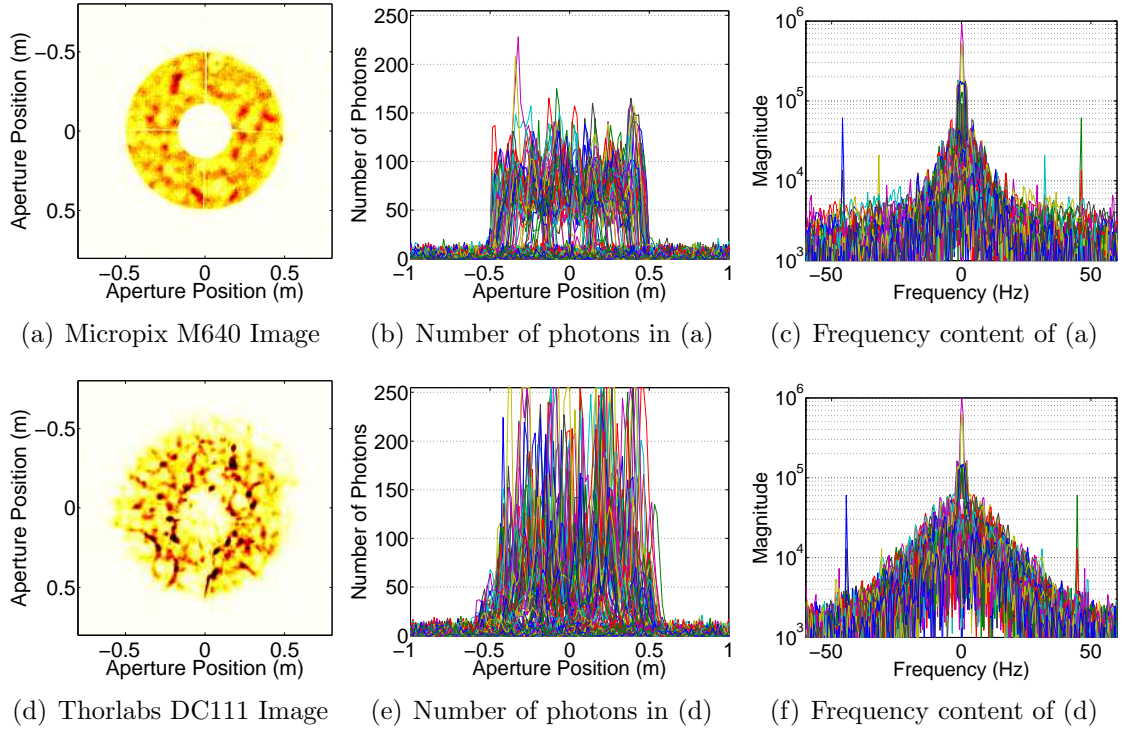 −0.5
0
0.5
Aperture Position (m)
−0.5 0 0.5
Aperture Position (m)
(a) Micropix M640 Image
250
200
150
100
50
0
Number of Photons
−1 −0.5 0 0.5 1
Aperture Position (m)
(b) Number of photons in (a)
10^6
10^5
10^4
10^3
Magnitude
−50 0 50
Frequency (Hz)
(c) Frequency content of (a)
−0.5
0
0.5
Aperture Position (m)
−0.5 0 0.5
Aperture Position (m)
(d) Thorlabs DC111 Image
250
200
150
100
50
0
Number of Photons
−1 −0.5 0 0.5 1
Aperture Position (m)
(e) Number of photons in (d)
10^6
10^5
10^4
10^3
Magnitude
−50 0 50
Frequency (Hz)
(f) Frequency content of (d)